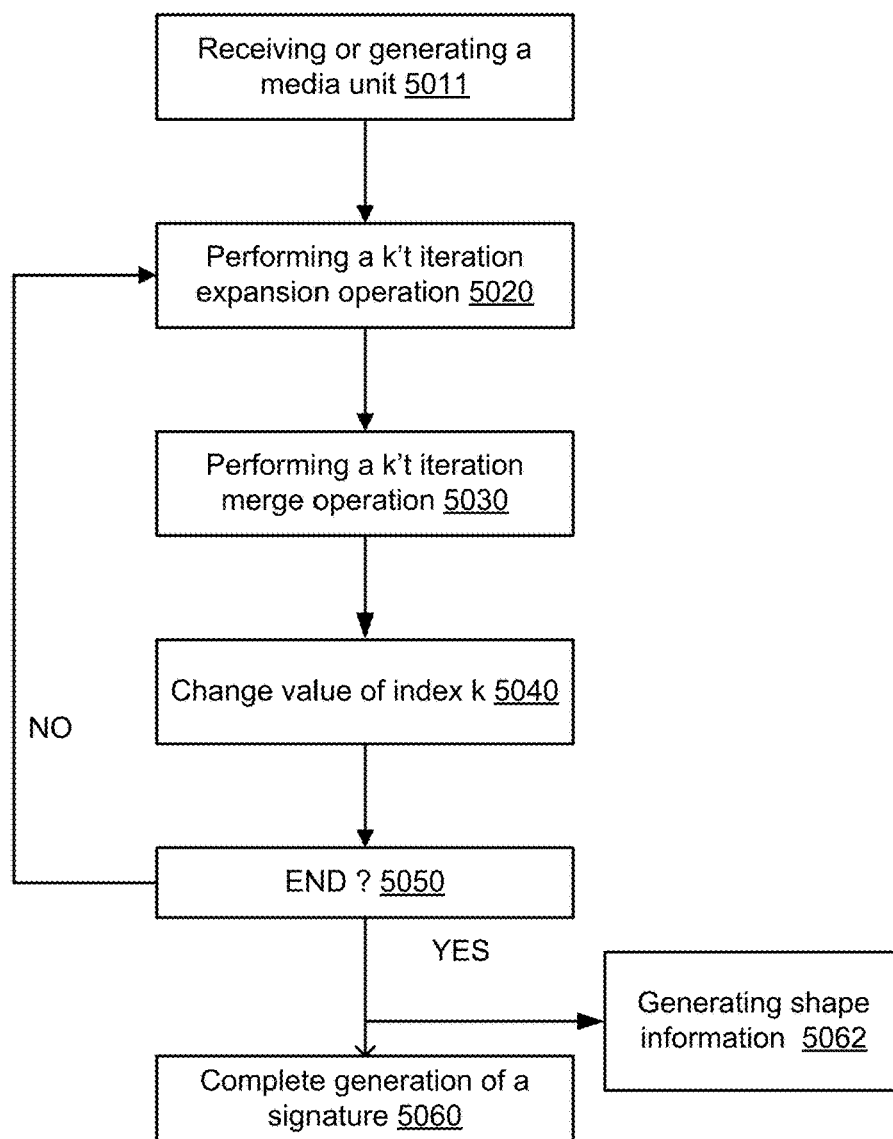 Receiving or generating a
media unit 5011
Performing a k't iteration
expansion operation 5020
Performing a k't iteration
merge operation 5030
Change value of index k 5040
NO
END ? 5050
YES
Generating shape
information 5062
Complete generation of a
signature 5060